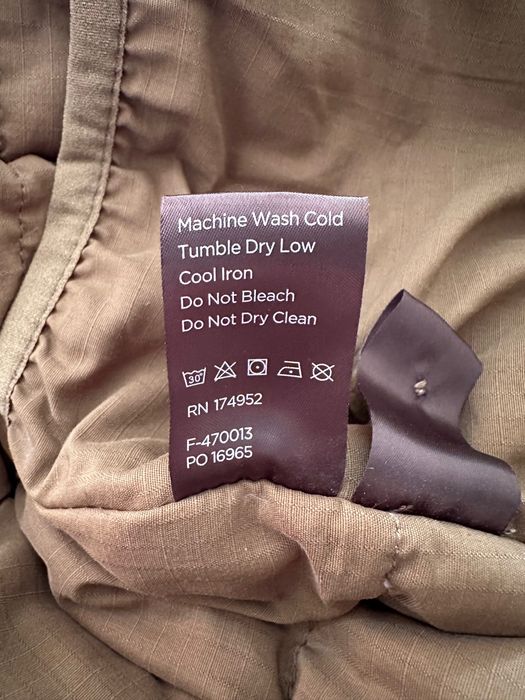 Machine Wash Cold
Tumble Dry Low
Cool Iron
Do Not Bleach
Do Not Dry Clean
30°
RN 174952
F-470013
PO 16965